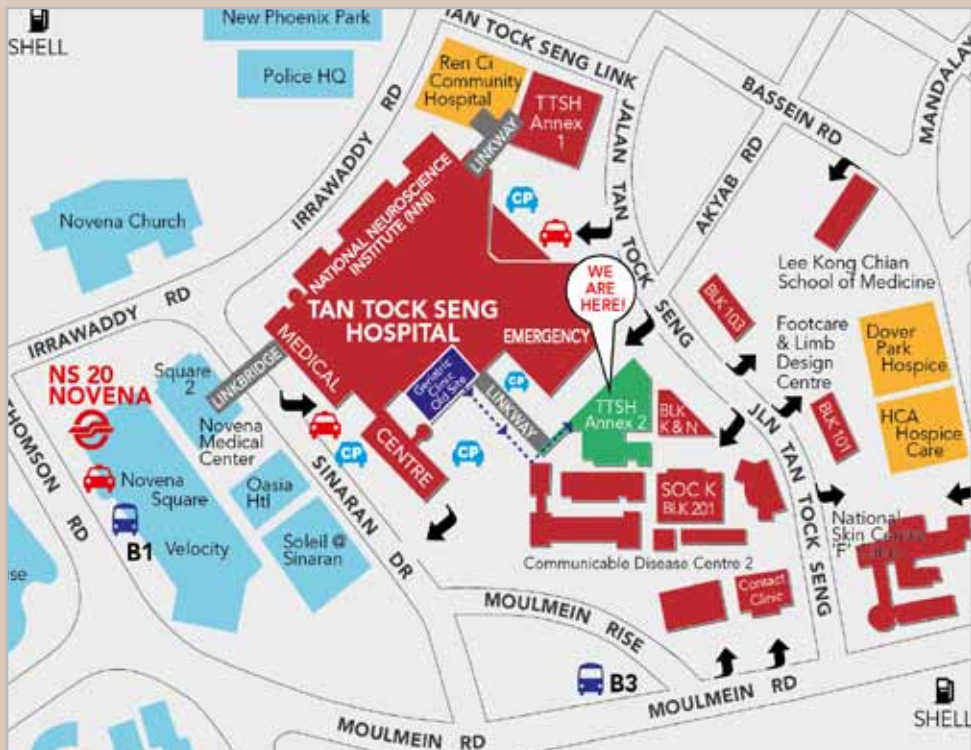 New Phoenix Park
SHELL
Police HQ
TAN TOCK SENG LINK
Ren Ci
Community
Hospital
TTSH
Annex
1
LINKWAY
JALAN TAN TOCK SENG
BASSEIN RD
MANDALAY
AKYAB RD
IRRAWADDY RD
NATIONAL NEUROSCIENCE
INSTITUTE (NNI)
CP
Novena Church
WE
ARE
HERE!
Lee Kong Chian
School of Medicine
TAN TOCK SENG
HOSPITAL
EMERGENCY
BLK 103
IRRAWADDY RD
MEDICAL
CENTRE
LINKBRIDGE
Geriatric
Clinic
Old Site
CP
LINKWAY
Footcare
& Limb
Design
Centre
Dover
Park
Hospice
NS 20
NOVENA
Square
2
TTSH
Annex 2
BLK
K & N
BLK 101
HCA
Hospice
Care
THOMSON RD
Novena
Medical
Center
CP
CP
JLN TAN TOCK SENG
Novena
Square
Oasia
Htl
SINARAN DR
SOC K
BLK 201
National
Skin Centre
B1
Velocity
Soleil @
Sinaran
Communicable Disease Centre 2
Contact
Clinic
MOULMEIN RISE
B3
MOULMEIN RD
MOULMEIN RD
SHELL